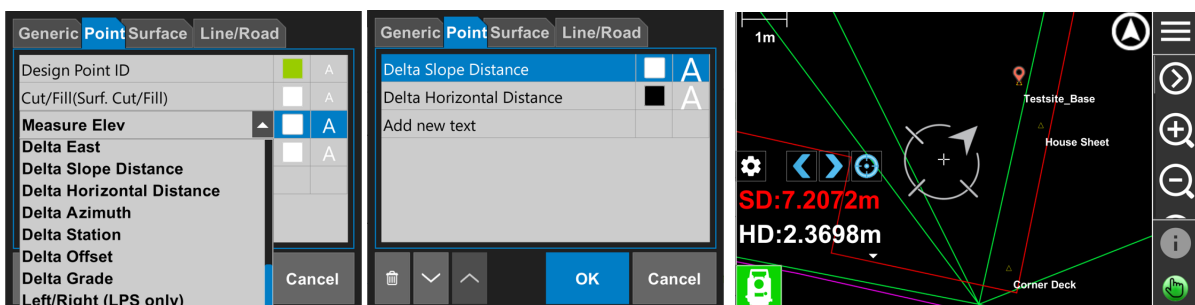 Generic Point Surface Line/Road
Design Point ID A
Cut/Fill(Surf. Cut/Fill) A
Measure Elev A
Delta East A
Delta Slope Distance
Delta Horizontal Distance
Delta Azimuth
Delta Station
Delta Offset
Delta Grade
Left/Right (LPS only)
Cancel
Generic Point Surface Line/Road
Delta Slope Distance A
Delta Horizontal Distance A
Add new text
OK Cancel
1m
Testsite_Base
House Sheet
SD:7.2072m
HD:2.3698m
Corner Deck